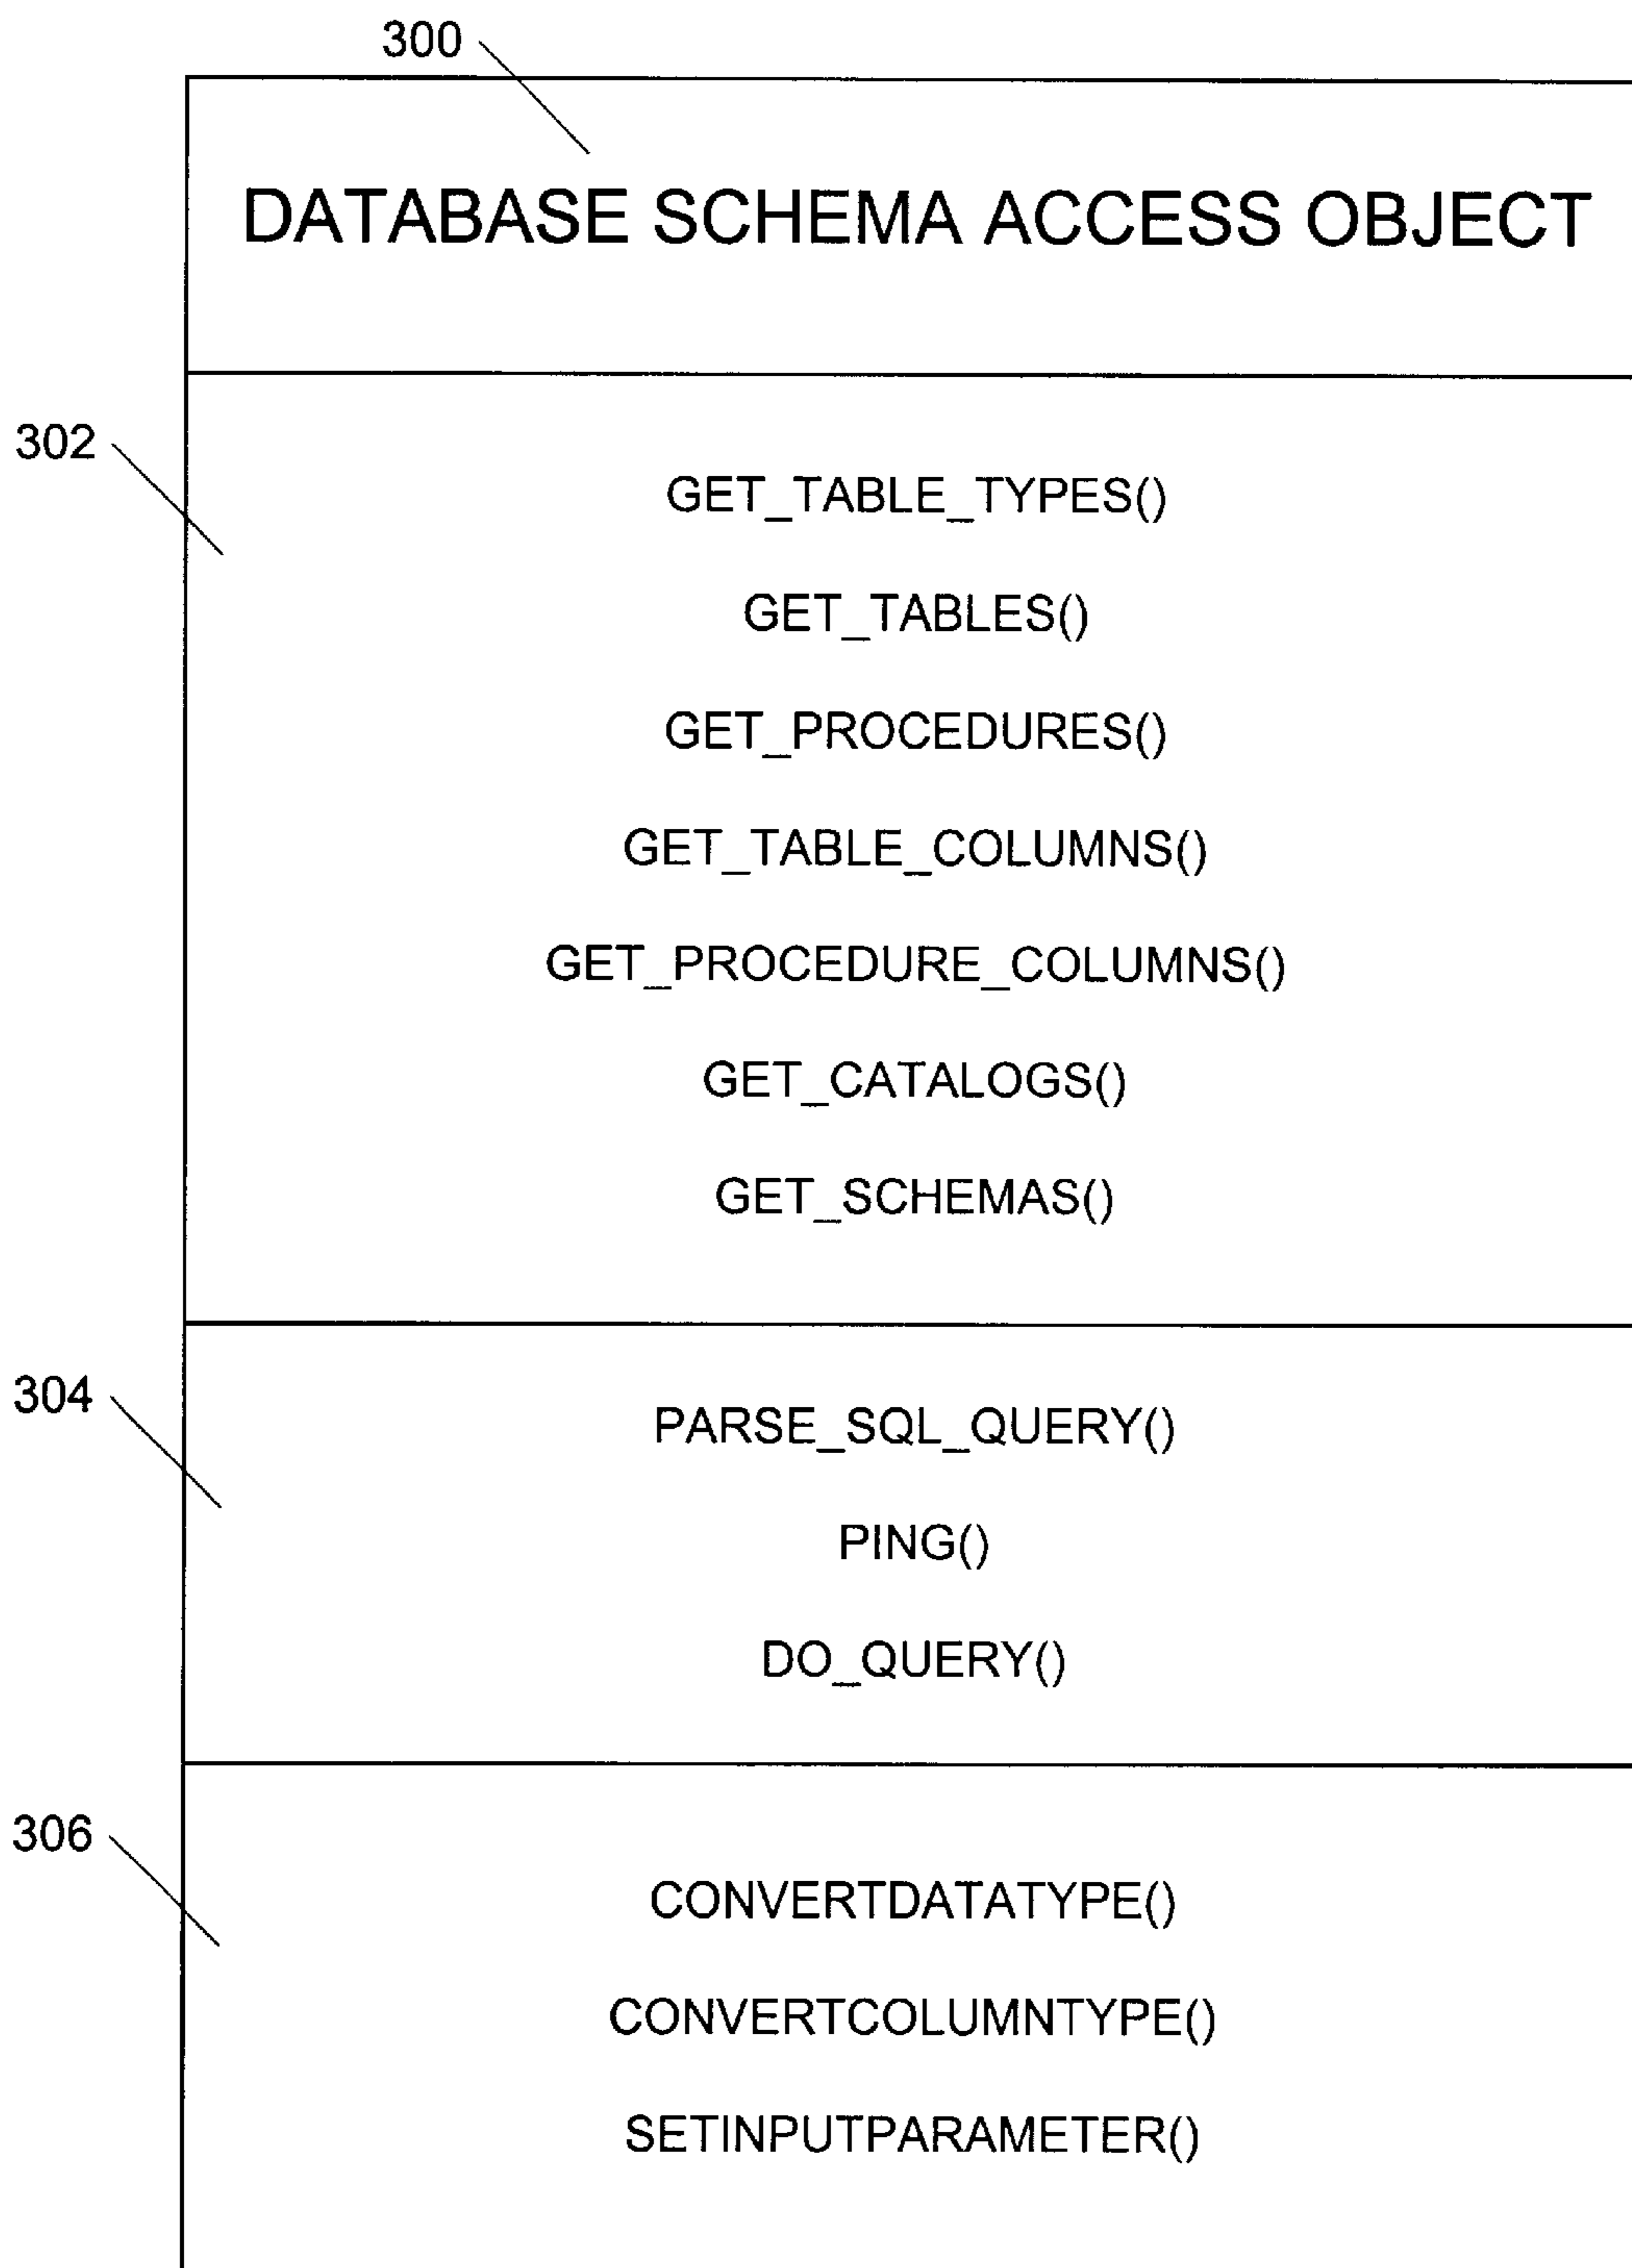 300
DATABASE SCHEMA ACCESS OBJECT
302
GET_TABLE_TYPES()
GET_TABLES()
GET_PROCEDURES()
GET_TABLE_COLUMNS()
GET_PROCEDURE_COLUMNS()
GET_CATALOGS()
GET_SCHEMAS()
304
PARSE_SQL_QUERY()
PING()
DO_QUERY()
306
CONVERTDATATYPE()
CONVERTCOLUMNTYPE()
SETINPUTPARAMETER()